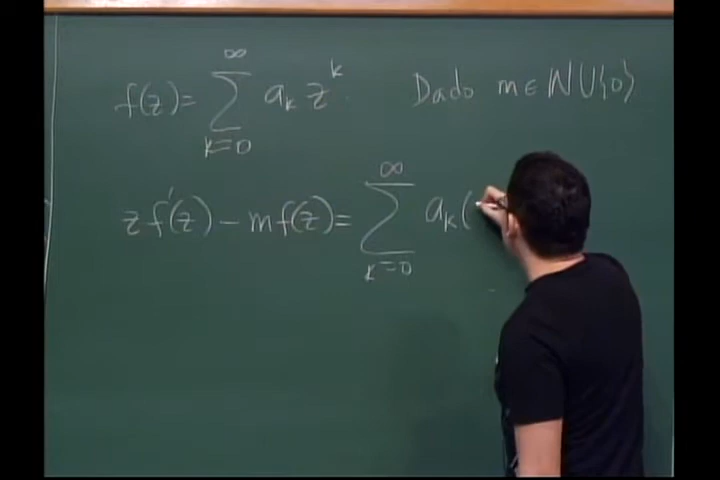 f(z) = ∑_{k=0}^{∞} a_k z^k. Dado m ∈ ℕ ∪ {0}
z f'(z) − m f(z) = ∑_{k=0}^{∞} a_k (